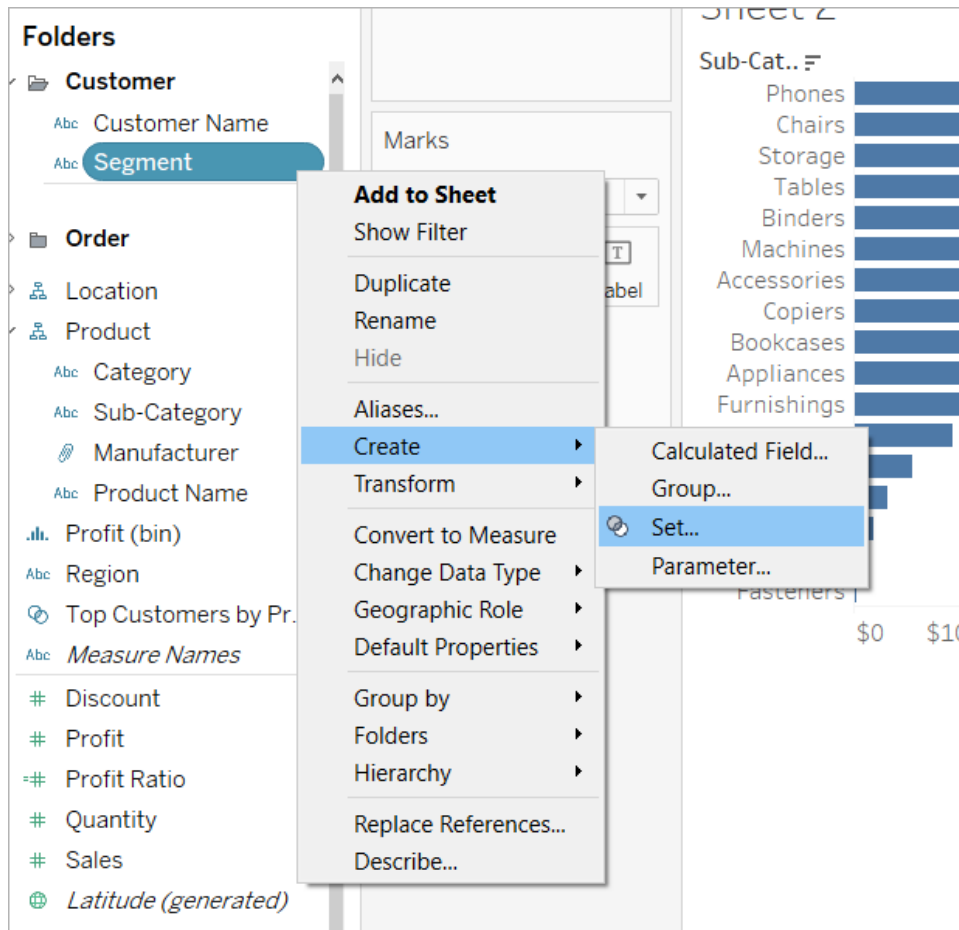 Folders
Customer
Abc Customer Name
Abc Segment
Order
Location
Product
Abc Category
Abc Sub-Category
Manufacturer
Abc Product Name
Profit (bin)
Abc Region
Top Customers by Pr.
Abc Measure Names
# Discount
# Profit
=# Profit Ratio
# Quantity
# Sales
Latitude (generated)
Marks
T
abel
Add to Sheet
Show Filter
Duplicate
Rename
Hide
Aliases...
Create
Transform
Convert to Measure
Change Data Type
Geographic Role
Default Properties
Group by
Folders
Hierarchy
Replace References...
Describe...
Calculated Field...
Group...
Set...
Parameter...
Sheet 2
Sub-Cat..
Phones
Chairs
Storage
Tables
Binders
Machines
Accessories
Copiers
Bookcases
Appliances
Furnishings
Fasteners
$0 $10